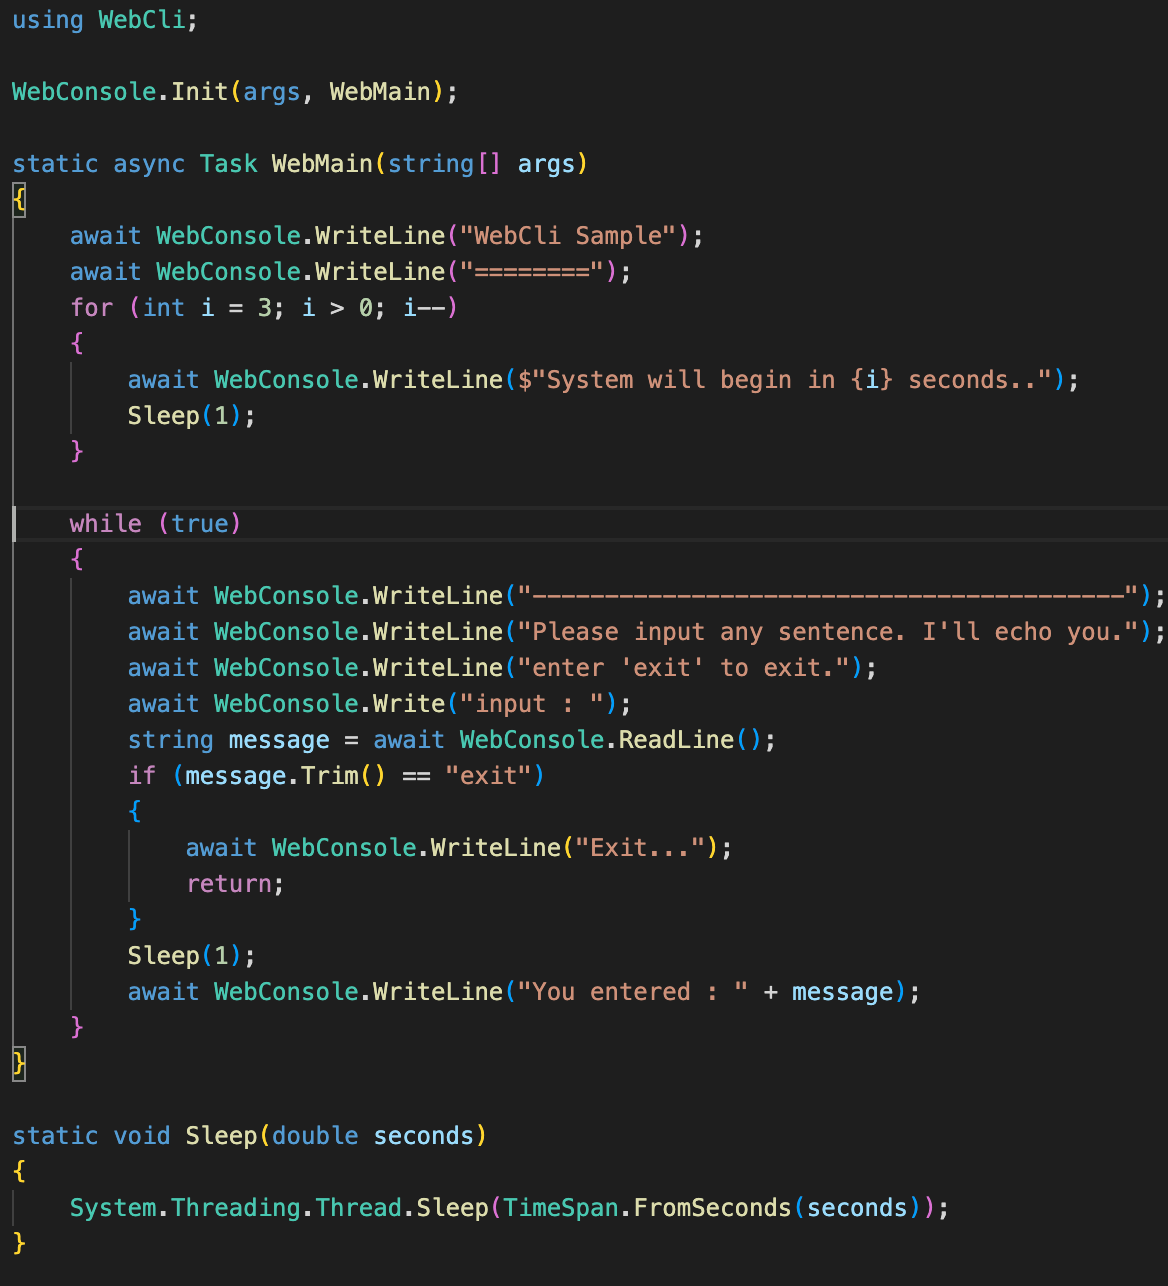 using WebCli;

WebConsole.Init(args, WebMain);

static async Task WebMain(string[] args)
{
    await WebConsole.WriteLine("WebCli Sample");
    await WebConsole.WriteLine("========");
    for (int i = 3; i > 0; i--)
    {
        await WebConsole.WriteLine($"System will begin in {i} seconds..");
        Sleep(1);
    }

    while (true)
    {
        await WebConsole.WriteLine("-----------------------------------------");
        await WebConsole.WriteLine("Please input any sentence. I'll echo you.");
        await WebConsole.WriteLine("enter 'exit' to exit.");
        await WebConsole.Write("input : ");
        string message = await WebConsole.ReadLine();
        if (message.Trim() == "exit")
        {
            await WebConsole.WriteLine("Exit...");
            return;
        }
        Sleep(1);
        await WebConsole.WriteLine("You entered : " + message);
    }
}

static void Sleep(double seconds)
{
    System.Threading.Thread.Sleep(TimeSpan.FromSeconds(seconds));
}